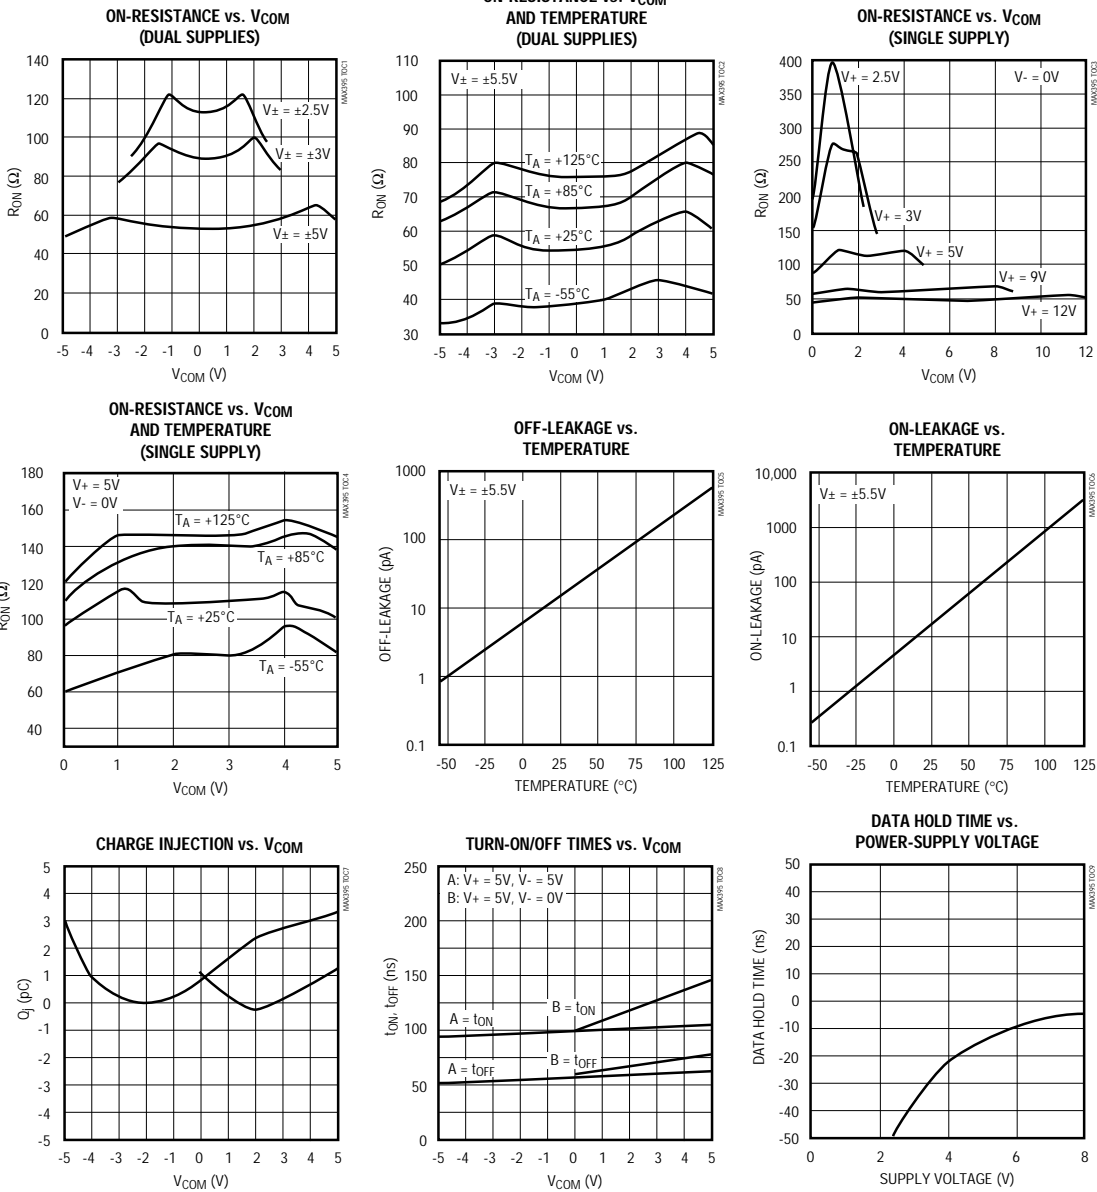 ON-RESISTANCE vs. VCOM
(DUAL SUPPLIES)
140
120
100
80
60
40
20
0
RON (Ω)
V± = ±2.5V
V± = ±3V
V± = ±5V
-5 -4 -3 -2 -1 0 1 2 3 4 5
VCOM (V)
MAX395 TOC1
ON-RESISTANCE vs. VCOM
AND TEMPERATURE
(DUAL SUPPLIES)
110
100
90
80
70
60
50
40
30
RON (Ω)
V± = ±5.5V
TA = +125°C
TA = +85°C
TA = +25°C
TA = -55°C
-5 -4 -3 -2 -1 0 1 2 3 4 5
VCOM (V)
MAX395 TOC2
ON-RESISTANCE vs. VCOM
(SINGLE SUPPLY)
400
350
300
250
200
150
100
50
0
RON (Ω)
V+ = 2.5V
V- = 0V
V+ = 3V
V+ = 5V
V+ = 9V
V+ = 12V
0 2 4 6 8 10 12
VCOM (V)
MAX395 TOC3
ON-RESISTANCE vs. VCOM
AND TEMPERATURE
(SINGLE SUPPLY)
180
160
140
120
100
80
60
40
RON (Ω)
V+ = 5V
V- = 0V
TA = +125°C
TA = +85°C
TA = +25°C
TA = -55°C
0 1 2 3 4 5
VCOM (V)
MAX395 TOC4
OFF-LEAKAGE vs.
TEMPERATURE
1000
100
10
1
0.1
OFF-LEAKAGE (pA)
V± = ±5.5V
-50 -25 0 25 50 75 100 125
TEMPERATURE (°C)
MAX395 TOC5
ON-LEAKAGE vs.
TEMPERATURE
10,000
1000
100
10
1
0.1
ON-LEAKAGE (pA)
V± = ±5.5V
-50 -25 0 25 50 75 100 125
TEMPERATURE (°C)
MAX395 TOC6
CHARGE INJECTION vs. VCOM
5
4
3
2
1
0
-1
-2
-3
-4
-5
Qj (pC)
-5 -4 -3 -2 -1 0 1 2 3 4 5
VCOM (V)
MAX395 TOC7
TURN-ON/OFF TIMES vs. VCOM
250
200
150
100
50
0
tON, tOFF (ns)
A: V+ = 5V, V- = 5V
B: V+ = 5V, V- = 0V
A = tON
B = tON
A = tOFF
B = tOFF
-5 -4 -3 -2 -1 0 1 2 3 4 5
VCOM (V)
MAX395 TOC8
DATA HOLD TIME vs.
POWER-SUPPLY VOLTAGE
50
40
30
20
10
0
-10
-20
-30
-40
-50
DATA HOLD TIME (ns)
0 2 4 6 8
SUPPLY VOLTAGE (V)
MAX395 TOC9